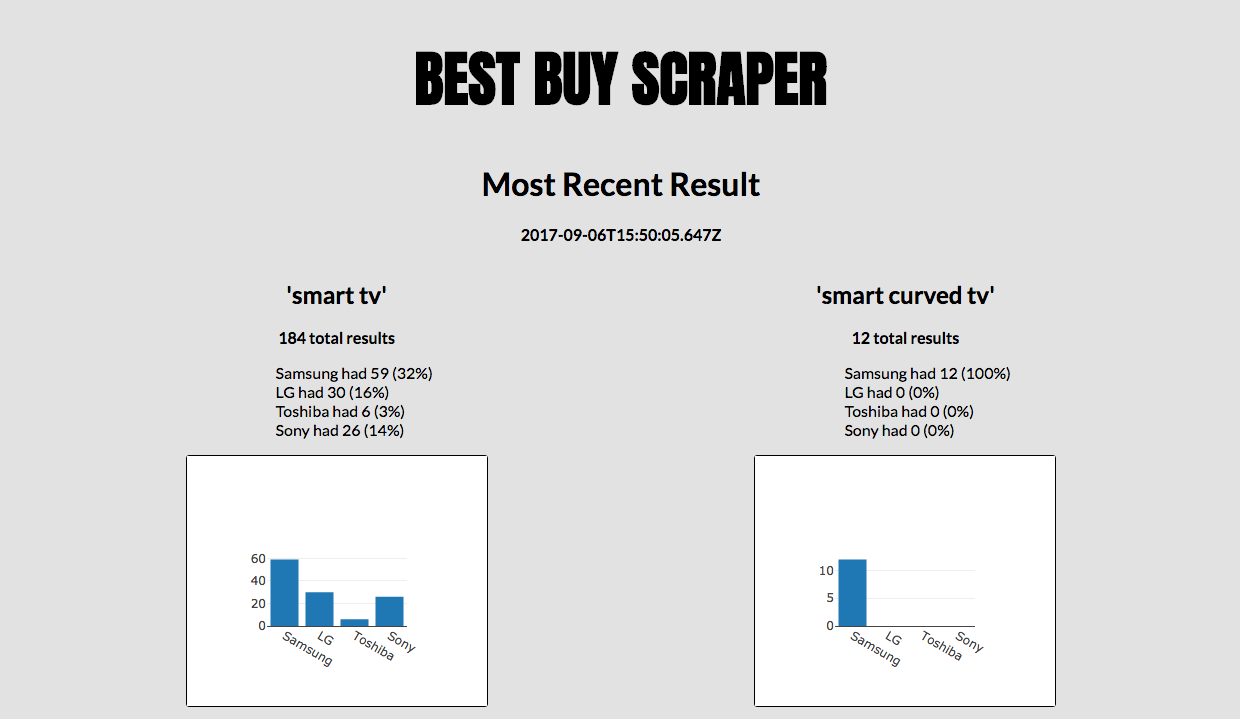 BEST BUY SCRAPER
Most Recent Result
2017-09-06T15:50:05.647Z
'smart tv'
184 total results
Samsung had 59 (32%)
LG had 30 (16%)
Toshiba had 6 (3%)
Sony had 26 (14%)
60
40
20
0
Samsung
LG
Toshiba
Sony
'smart curved tv'
12 total results
Samsung had 12 (100%)
LG had 0 (0%)
Toshiba had 0 (0%)
Sony had 0 (0%)
10
5
0
Samsung
LG
Toshiba
Sony